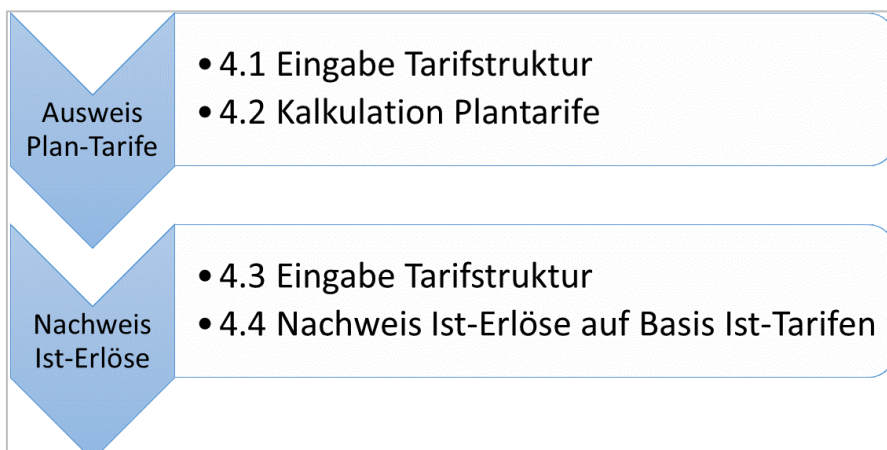 Ausweis
Plan-Tarife
• 4.1 Eingabe Tarifstruktur
• 4.2 Kalkulation Plantarife
Nachweis
Ist-Erlöse
• 4.3 Eingabe Tarifstruktur
• 4.4 Nachweis Ist-Erlöse auf Basis Ist-Tarifen